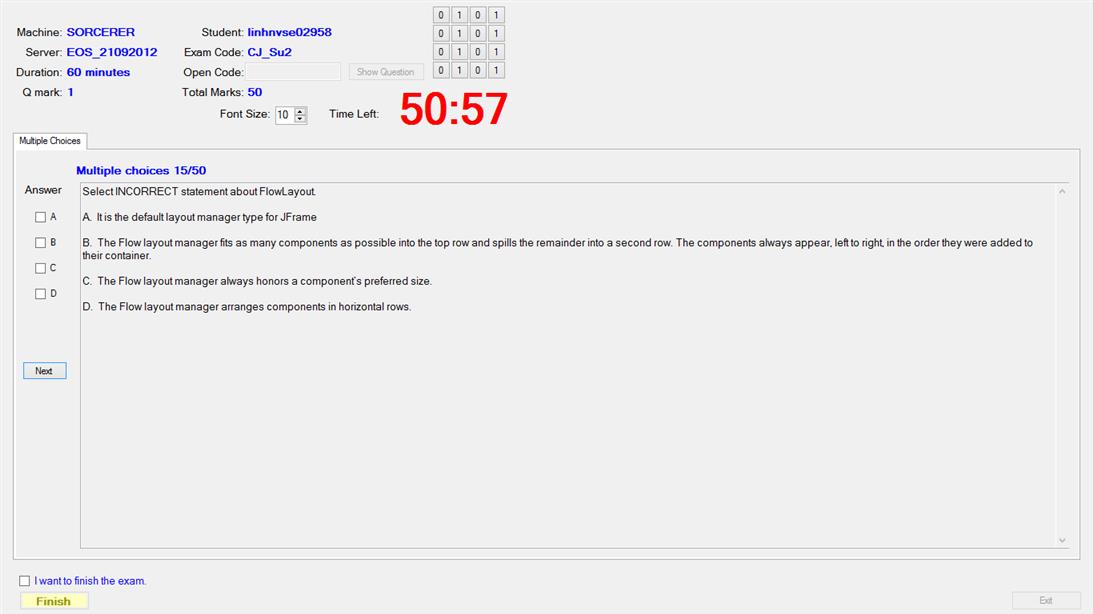 Machine: SORCERER
Student: linhnvse02958
Server: EOS_21092012
Exam Code: CJ_Su2
Duration: 60 minutes
Open Code:
Show Question
Q mark: 1
Total Marks: 50
0 1 0 1
0 1 0 1
0 1 0 1
0 1 0 1
Font Size: 10
Time Left: 50:57
Multiple Choices
Multiple choices 15/50
Answer
A
B
C
D
Next
Select INCORRECT statement about FlowLayout.
A. It is the default layout manager type for JFrame
B. The Flow layout manager fits as many components as possible into the top row and spills the remainder into a second row. The components always appear, left to right, in the order they were added to
their container.
C. The Flow layout manager always honors a component's preferred size.
D. The Flow layout manager arranges components in horizontal rows.
I want to finish the exam.
Finish
Exit